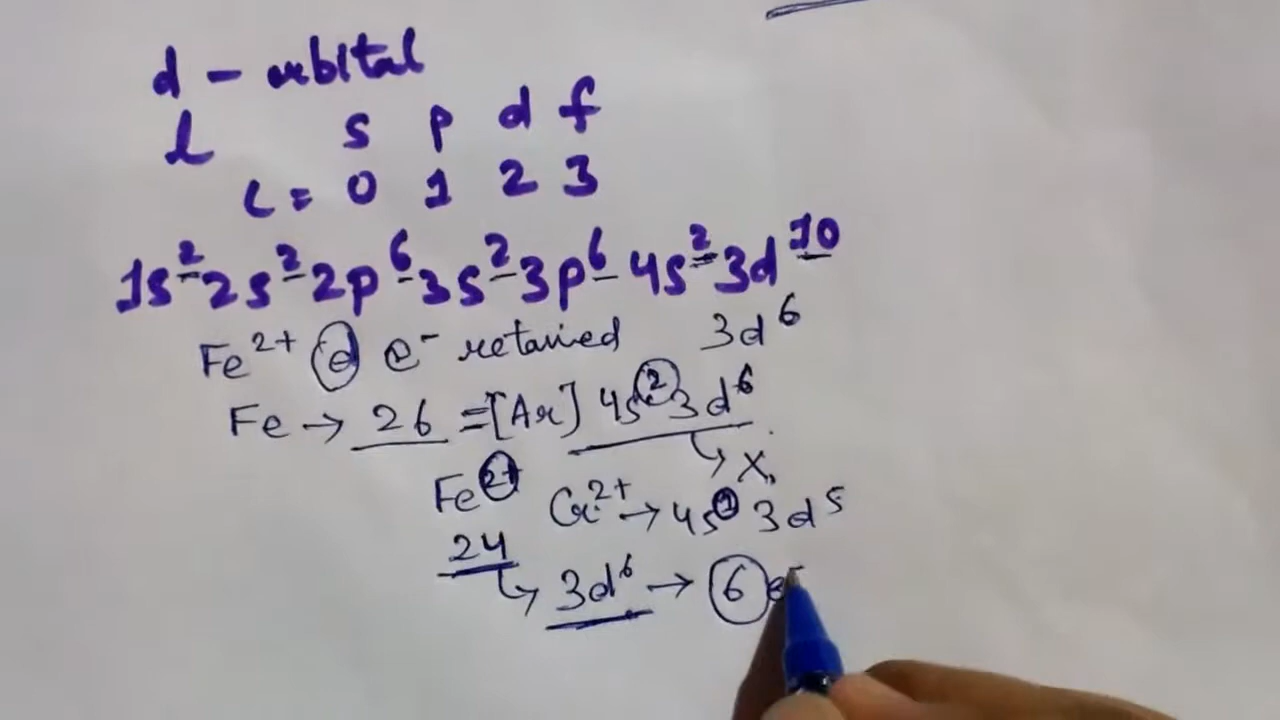 d - orbital
l s p d f
l = 0 1 2 3
1s² 2s² 2p⁶ 3s² 3p⁶ 4s² 3d¹⁰
Fe²⁺ d e⁻ retained 3d⁶
Fe → 26 = [Ar] 4s² 3d⁶
↳ X
Fe²⁺ Cr²⁺ → 4s¹ 3d⁵
24
↳ 3d⁶ → 6 e⁻